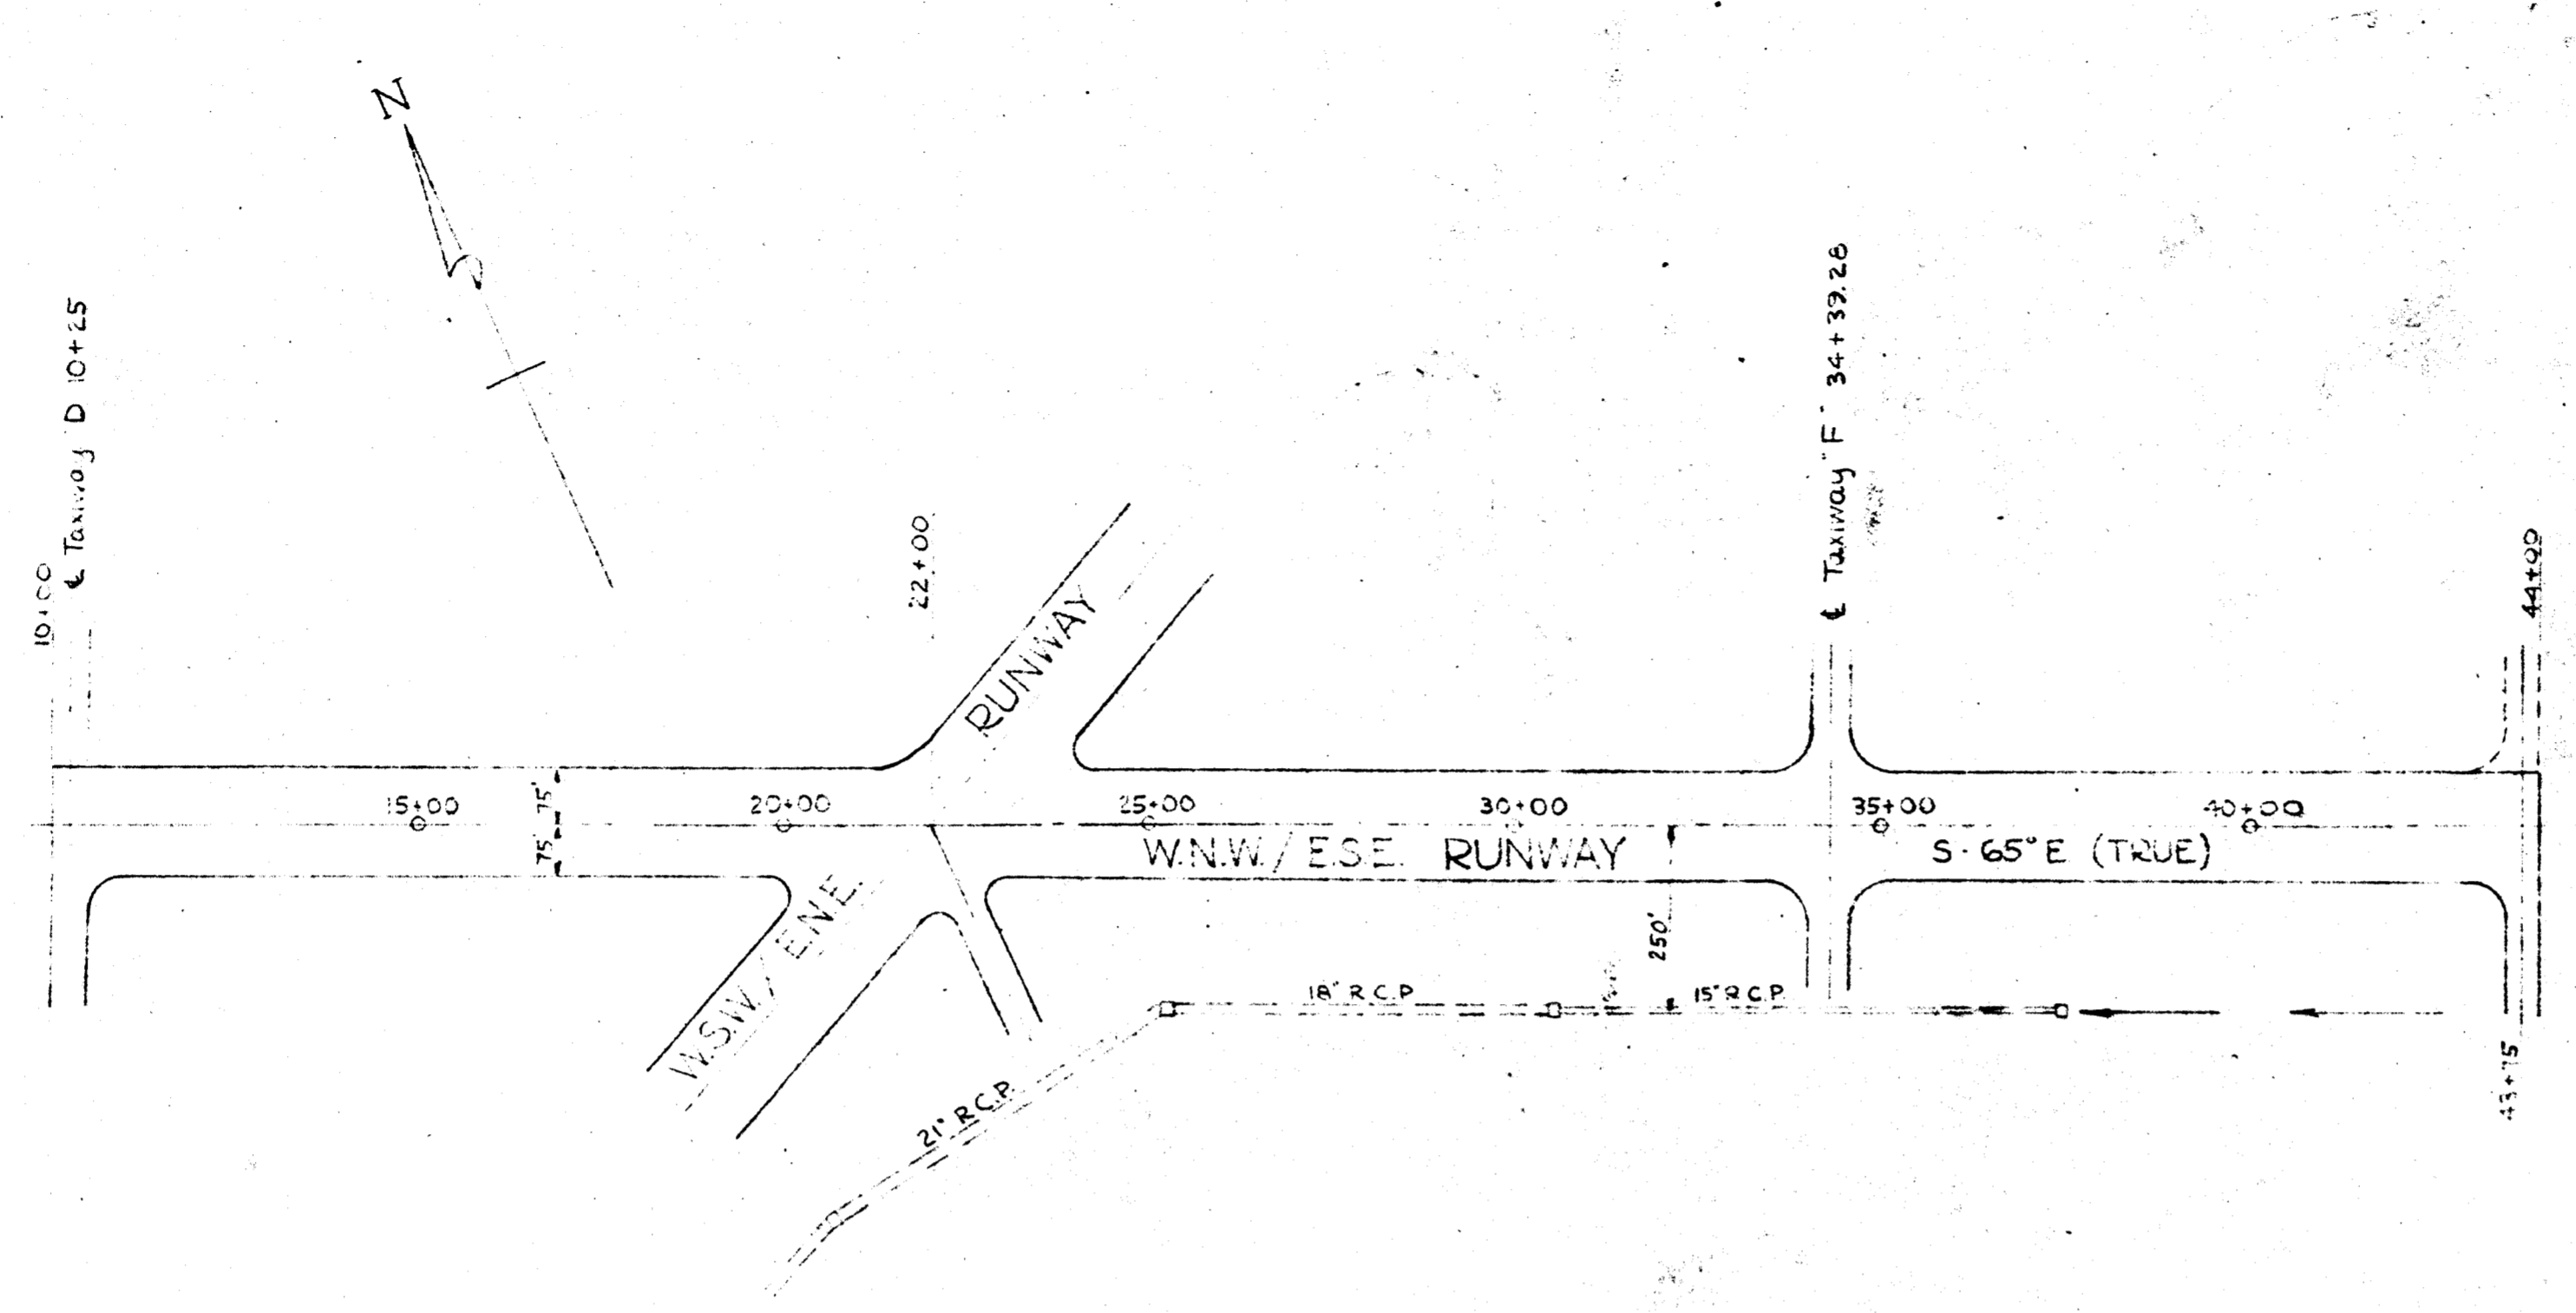 N
10+00
℄ Taxiway "D" 10+25
22+00
℄ Taxiway "F" 34+39.28
44+00
RUNWAY
75'
75'
15+00
20+00
25+00
30+00
35+00
40+00
W.N.W./E.S.E. RUNWAY
S-65°E (TRUE)
W.S.W./E.N.E.
250'
18" R.C.P.
15" R.C.P.
21" R.C.P.
43+75